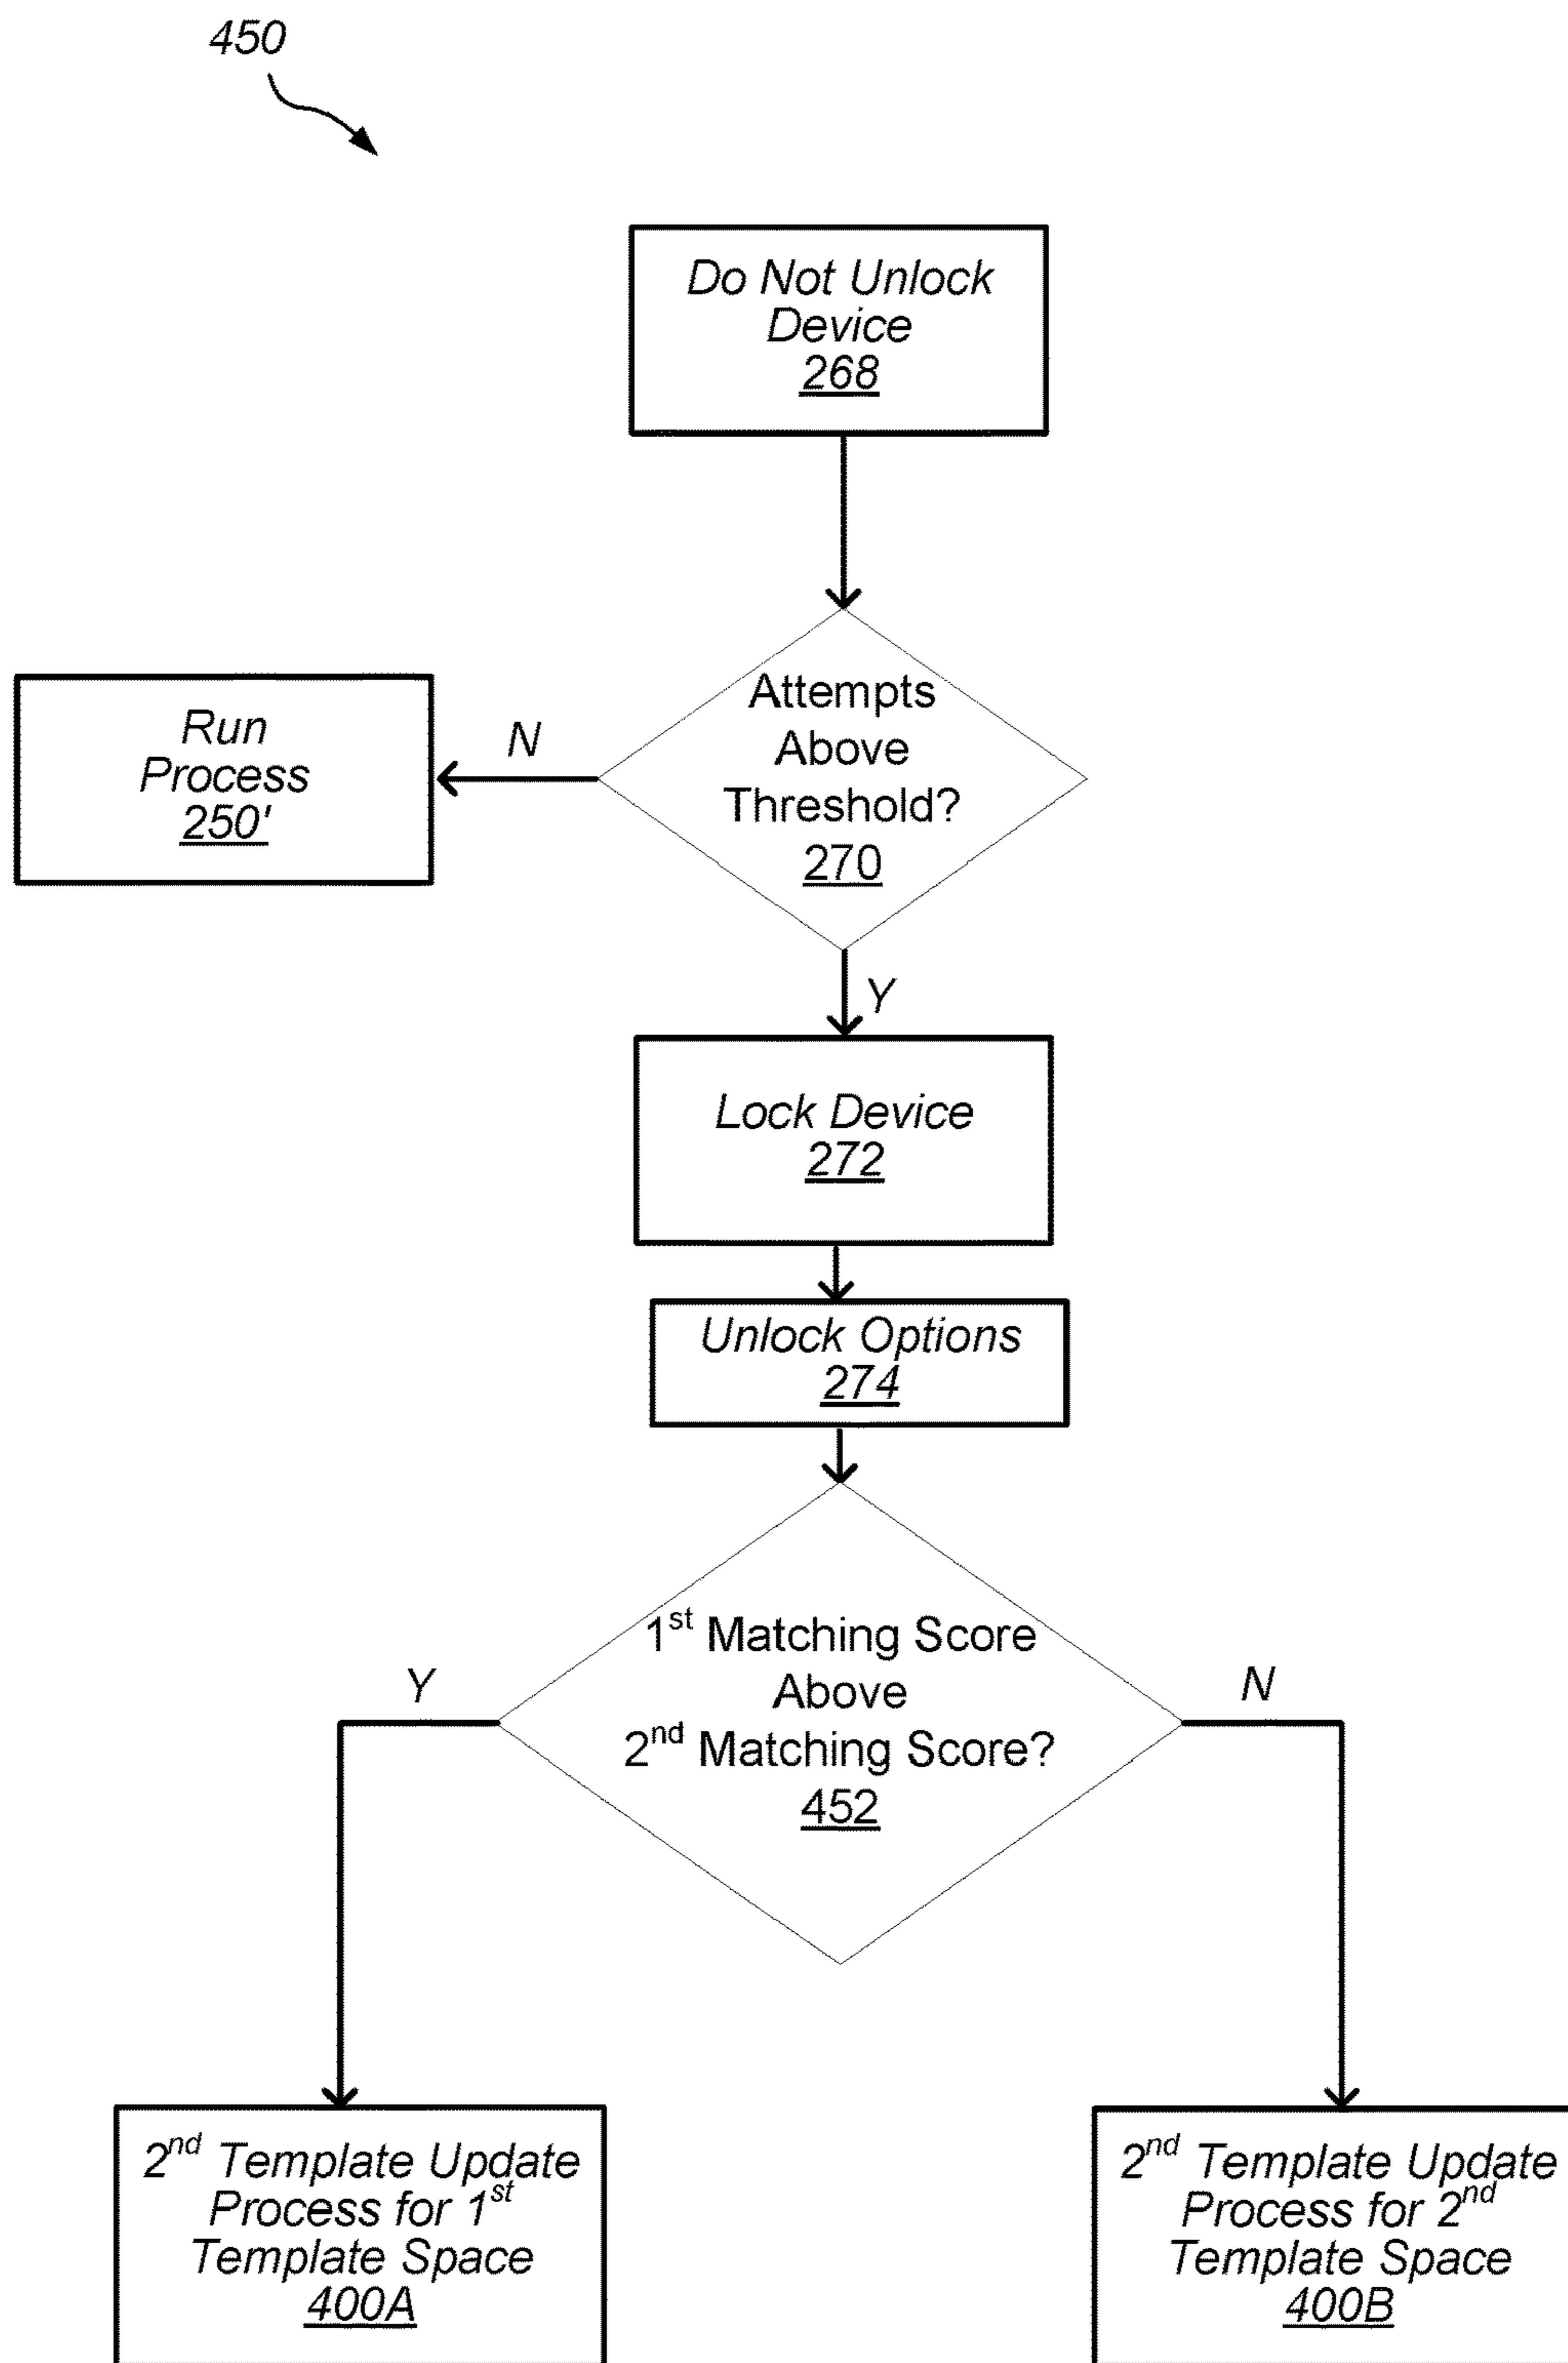 450
Do Not Unlock
Device
268
Attempts
Above
Threshold?
270
N
Run
Process
250'
Y
Lock Device
272
Unlock Options
274
1st Matching Score
Above
2nd Matching Score?
452
Y
N
2nd Template Update
Process for 1st
Template Space
400A
2nd Template Update
Process for 2nd
Template Space
400B